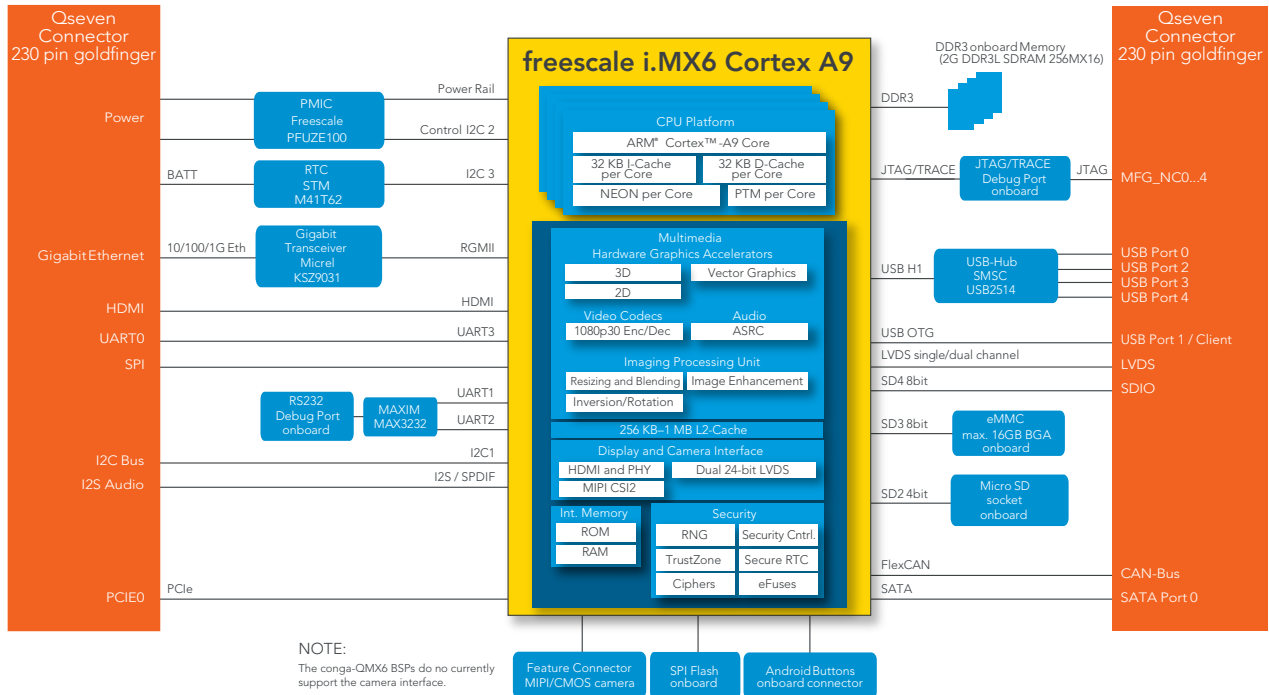 Qseven
Connector
230 pin goldfinger
Power
Gigabit Ethernet
HDMI
UART0
SPI
I2C Bus
I2S Audio
PCIE0
PMIC
Freescale
PFUZE100
Power Rail
Control I2C 2
BATT
RTC
STM
M41T62
I2C 3
10/100/1G Eth
Gigabit
Transceiver
Micrel
KSZ9031
RGMII
HDMI
UART3
RS232
Debug Port
onboard
MAXIM
MAX3232
UART1
UART2
I2C1
I2S / SPDIF
PCIe
freescale i.MX6 Cortex A9
CPU Platform
ARM® Cortex™-A9 Core
32 KB I-Cache
per Core
32 KB D-Cache
per Core
NEON per Core
PTM per Core
Multimedia
Hardware Graphics Accelerators
3D
Vector Graphics
2D
Video Codecs
Audio
1080p30 Enc/Dec
ASRC
Imaging Processing Unit
Resizing and Blending
Image Enhancement
Inversion/Rotation
256 KB–1 MB L2-Cache
Display and Camera Interface
HDMI and PHY
Dual 24-bit LVDS
MIPI CSI2
Int. Memory
ROM
RAM
Security
RNG
Security Cntrl.
TrustZone
Secure RTC
Ciphers
eFuses
DDR3 onboard Memory
(2G DDR3L SDRAM 256MX16)
DDR3
JTAG/TRACE
JTAG/TRACE
Debug Port
onboard
JTAG
USB H1
USB-Hub
SMSC
USB2514
USB OTG
LVDS single/dual channel
SD4 8bit
SD3 8bit
eMMC
max. 16GB BGA
onboard
SD2 4bit
Micro SD
socket
onboard
FlexCAN
SATA
Qseven
Connector
230 pin goldfinger
MFG_NC0...4
USB Port 0
USB Port 2
USB Port 3
USB Port 4
USB Port 1 / Client
LVDS
SDIO
CAN-Bus
SATA Port 0
NOTE:
The conga-QMX6 BSPs do no currently
support the camera interface.
Feature Connector
MIPI/CMOS camera
SPI Flash
onboard
Android Buttons
onboard connector